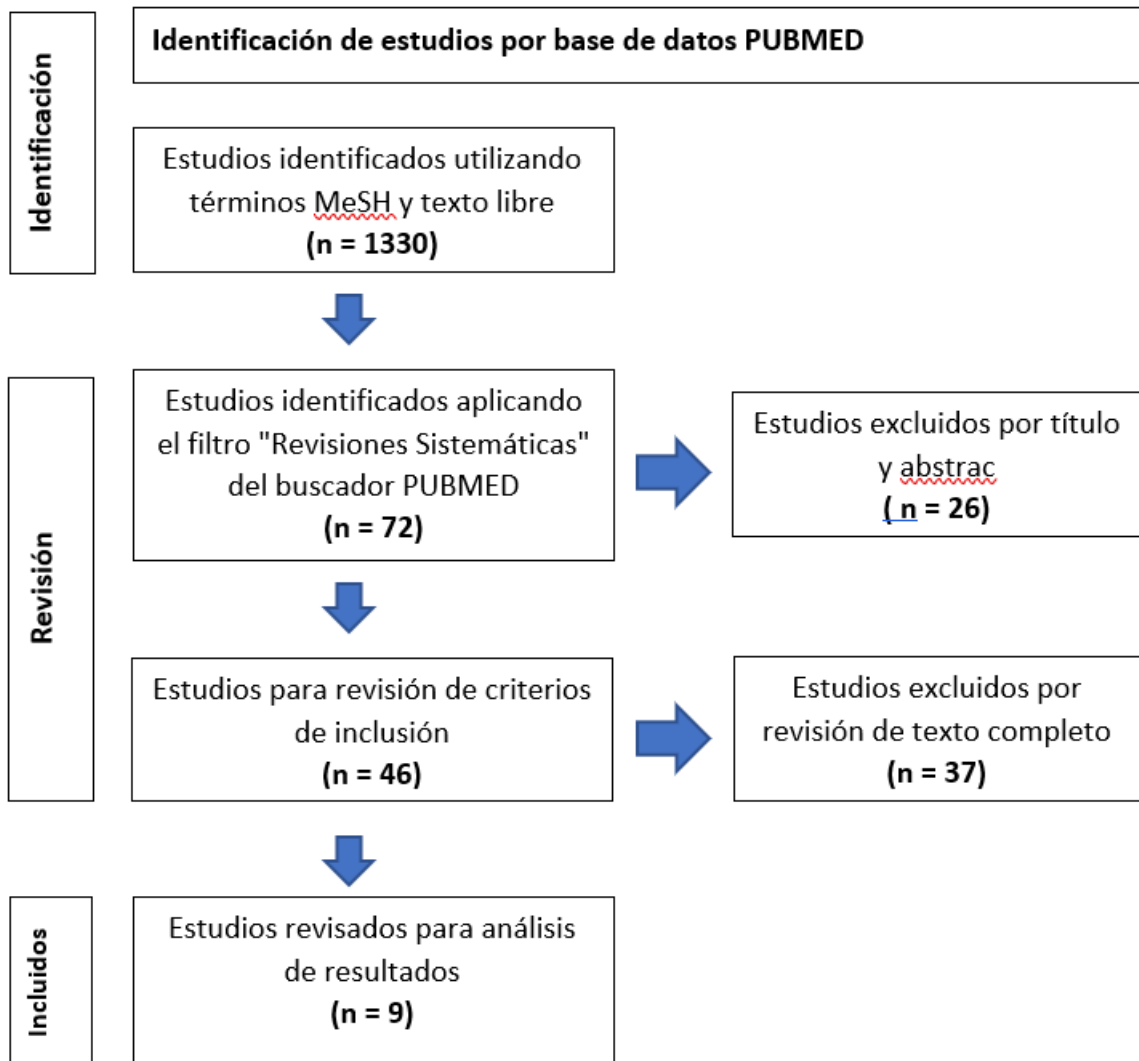 Identificación
Identificación de estudios por base de datos PUBMED
Estudios identificados utilizando
términos MeSH y texto libre
(n = 1330)
Revisión
Estudios identificados aplicando
el filtro "Revisiones Sistemáticas"
del buscador PUBMED
(n = 72)
Estudios excluidos por título
y abstrac
( n = 26)
Estudios para revisión de criterios
de inclusión
(n = 46)
Estudios excluidos por
revisión de texto completo
(n = 37)
Incluidos
Estudios revisados para análisis
de resultados
(n = 9)